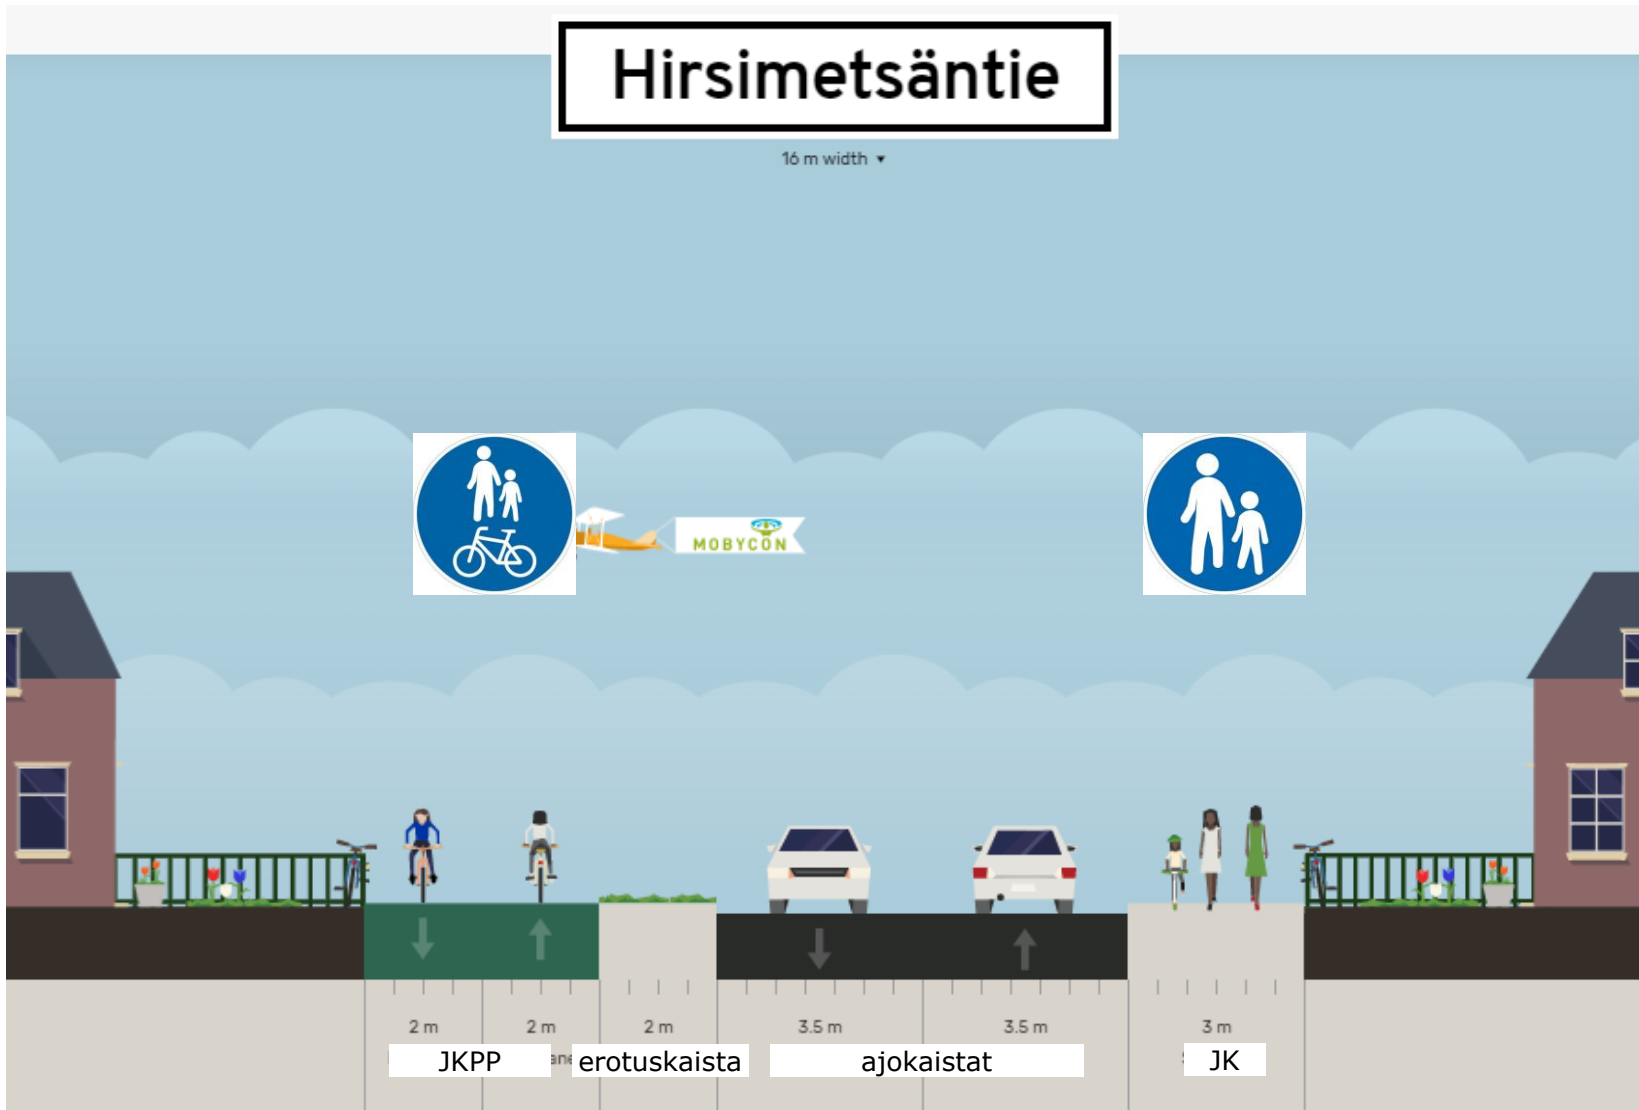 Hirsimetsäntie
16 m width
MOBYCON
2 m
2 m
2 m
3.5 m
3.5 m
3 m
JKPP
erotuskaista
ajokaistat
JK